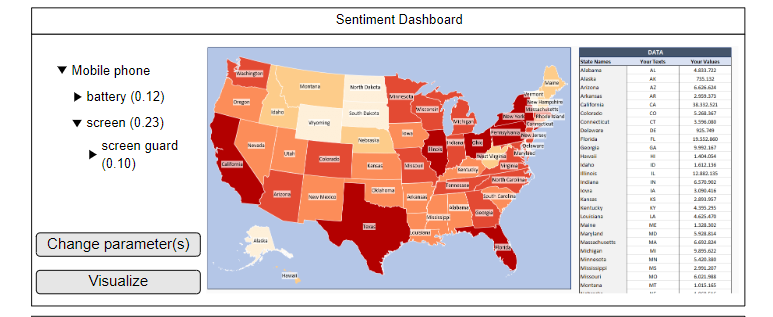 Sentiment Dashboard
Mobile phone
battery (0.12)
screen (0.23)
screen guard
(0.10)
Change parameter(s)
Visualize
Washington
Montana
North Dakota
Minnesota
Maine
Oregon
Idaho
Wyoming
South Dakota
Wisconsin
Michigan
Vermont
New Hampshire
Massachusetts
New York
Rhode Island
Connecticut
Pennsylvania
New Jersey
Nevada
Utah
Colorado
Nebraska
Iowa
Illinois
Indiana
Ohio
Delaware
Maryland
West Virginia
Virginia
California
Kansas
Missouri
Kentucky
North Carolina
Tennessee
Arizona
New Mexico
Oklahoma
Arkansas
South Carolina
Mississippi
Alabama
Georgia
Texas
Louisiana
Florida
Alaska
Hawaii
DATA
State Names Your Texts Your Values
Alabama AL 4.833.722
Alaska AK 735.132
Arizona AZ 6.626.624
Arkansas AR 2.959.373
California CA 38.332.521
Colorado CO 5.268.367
Connecticut CT 3.596.080
Delaware DE 925.749
Florida FL 19.552.860
Georgia GA 9.992.167
Hawaii HI 1.404.054
Idaho ID 1.612.136
Illinois IL 12.882.135
Indiana IN 6.570.902
Iowa IA 3.090.416
Kansas KS 2.893.957
Kentucky KY 4.395.295
Louisiana LA 4.625.470
Maine ME 1.328.302
Maryland MD 5.928.814
Massachusetts MA 6.692.824
Michigan MI 9.895.622
Minnesota MN 5.420.380
Mississippi MS 2.991.207
Missouri MO 6.021.988
Montana MT 1.015.165